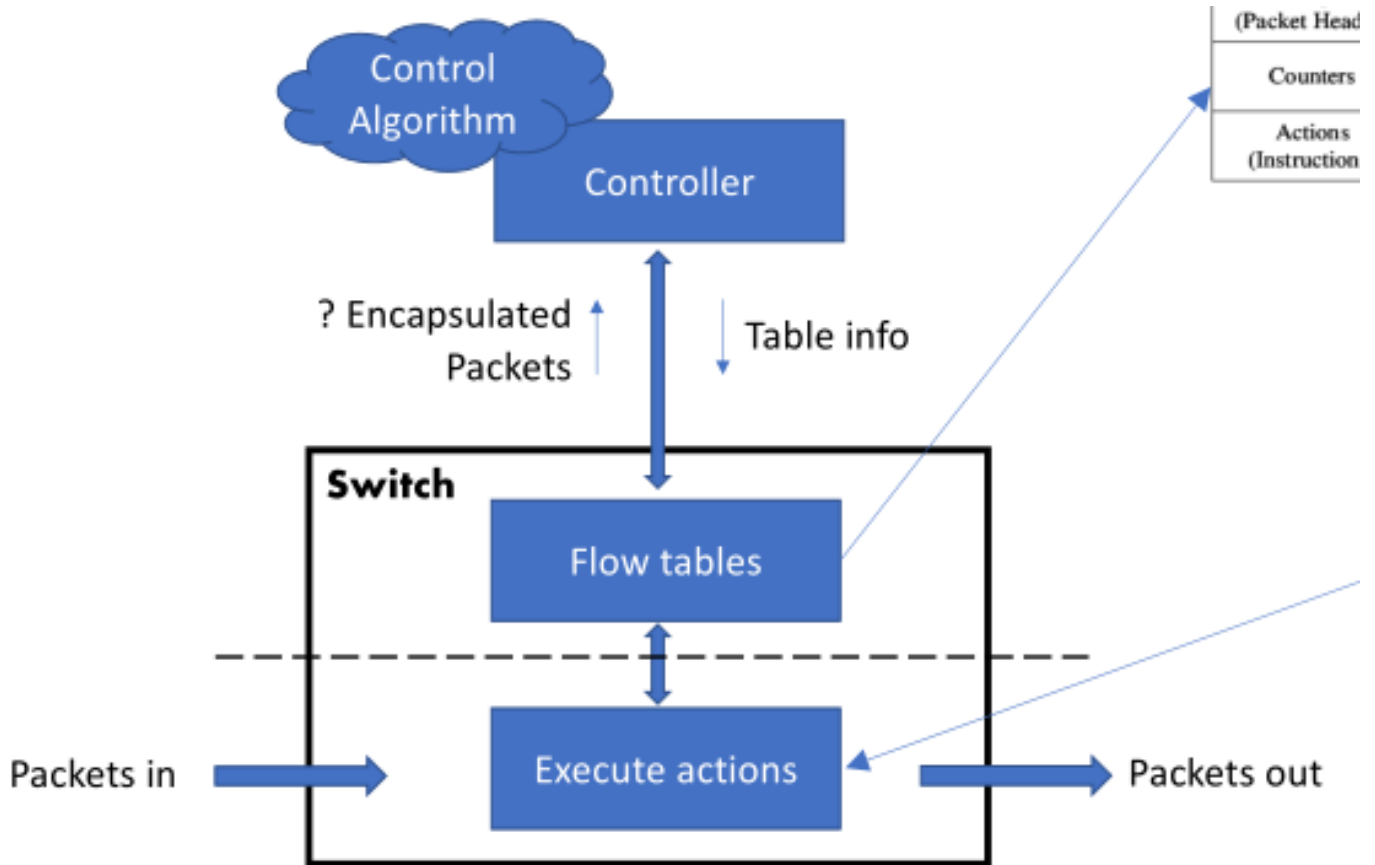 (Packet Head
Counters
Actions
(Instruction
Control
Algorithm
Controller
? Encapsulated
Packets
Table info
Switch
Flow tables
Packets in
Execute actions
Packets out